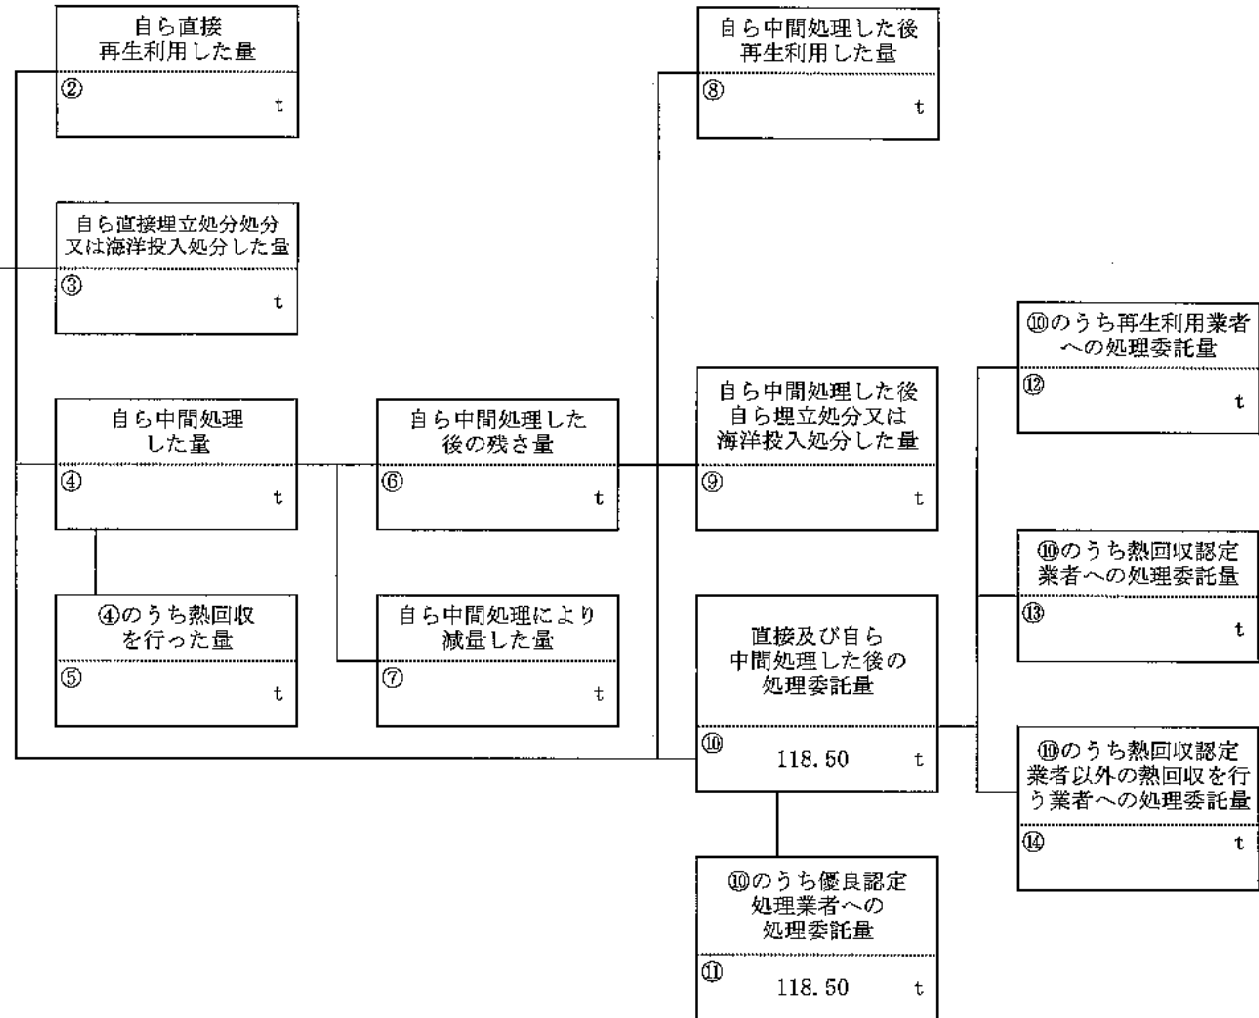 自ら直接
再生利用した量
②
t
自ら中間処理した後
再生利用した量
⑧
t
自ら直接埋立処分処分
又は海洋投入処分した量
③
t
⑩のうち再生利用業者
への処理委託量
⑫
t
自ら中間処理
した量
④
t
自ら中間処理した
後の残さ量
⑥
t
自ら中間処理した後
自ら埋立処分又は
海洋投入処分した量
⑨
t
⑩のうち熱回収認定
業者への処理委託量
⑬
t
④のうち熱回収
を行った量
⑤
t
自ら中間処理により
減量した量
⑦
t
直接及び自ら
中間処理した後の
処理委託量
⑩
118.50 t
⑩のうち熱回収認定
業者以外の熱回収を行
う業者への処理委託量
⑭
t
⑩のうち優良認定
処理業者への
処理委託量
⑪
118.50 t